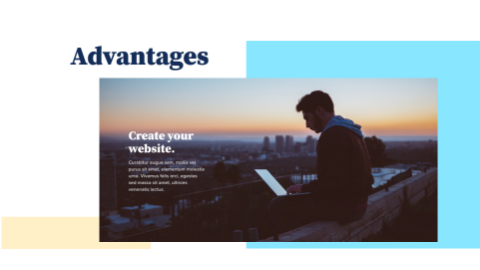 Advantages
Create your
website.
Curabitur augue sem, mollis vel
purus sit amet, elementum molestie
urna. Vivamus felis orci, egestas
sed massa sit amet, ultrices
venenatis lectus.